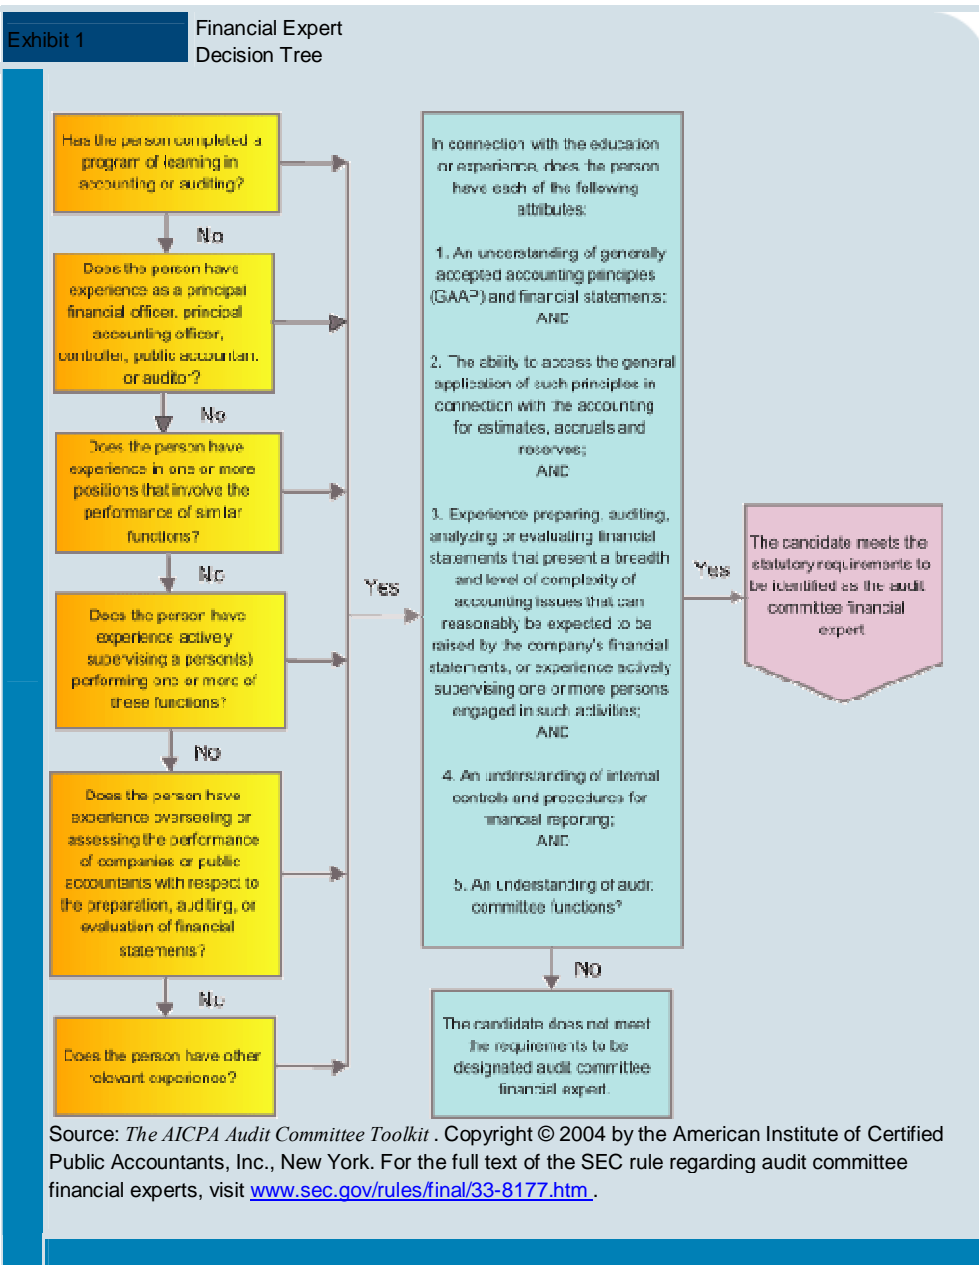 Exhibit 1
Financial Expert
Decision Tree
Has the person completed a
program of learning in
accounting or auditing?
No
Does the person have
experience as a principal
financial officer, principal
accounting officer,
controller, public accountant
or auditor?
No
Does the person have
experience in one or more
positions that involve the
performance of similar
functions?
No
Does the person have
experience actively
supervising a person(s)
performing one or more of
these functions?
No
Does the person have
experience overseeing or
assessing the performance
of companies or public
accountants with respect to
the preparation, auditing, or
evaluation of financial
statements?
No
Does the person have other
relevant experience?
Yes
In connection with the education
or experience, does the person
have each of the following
attributes:
1. An understanding of generally
accepted accounting principles
(GAAP) and financial statements;
AND
2. The ability to access the general
application of such principles in
connection with the accounting
for estimates, accruals and
reserves;
AND
3. Experience preparing, auditing,
analyzing or evaluating financial
statements that present a breadth
and level of complexity of
accounting issues that can
reasonably be expected to be
raised by the company's financial
statements, or experience actively
supervising one or more persons
engaged in such activities;
AND
4. An understanding of internal
controls and procedures for
financial reporting;
AND
5. An understanding of audit
committee functions?
Yes
The candidate meets the
statutory requirements to
be identified as the audit
committee financial
expert
No
The candidate does not meet
the requirements to be
designated audit committee
financial expert.
Source: The AICPA Audit Committee Toolkit . Copyright © 2004 by the American Institute of Certified
Public Accountants, Inc., New York. For the full text of the SEC rule regarding audit committee
financial experts, visit www.sec.gov/rules/final/33-8177.htm .